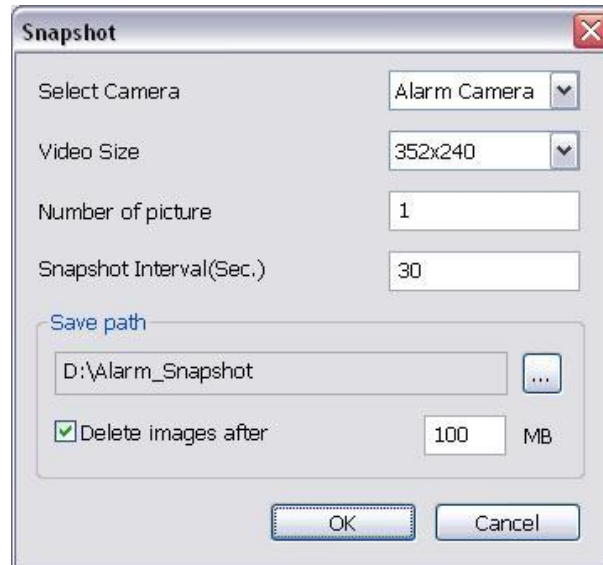 Snapshot
Select Camera Alarm Camera
Video Size 352x240
Number of picture 1
Snapshot Interval(Sec.) 30
Save path
D:\Alarm_Snapshot ...
Delete images after 100 MB
OK Cancel